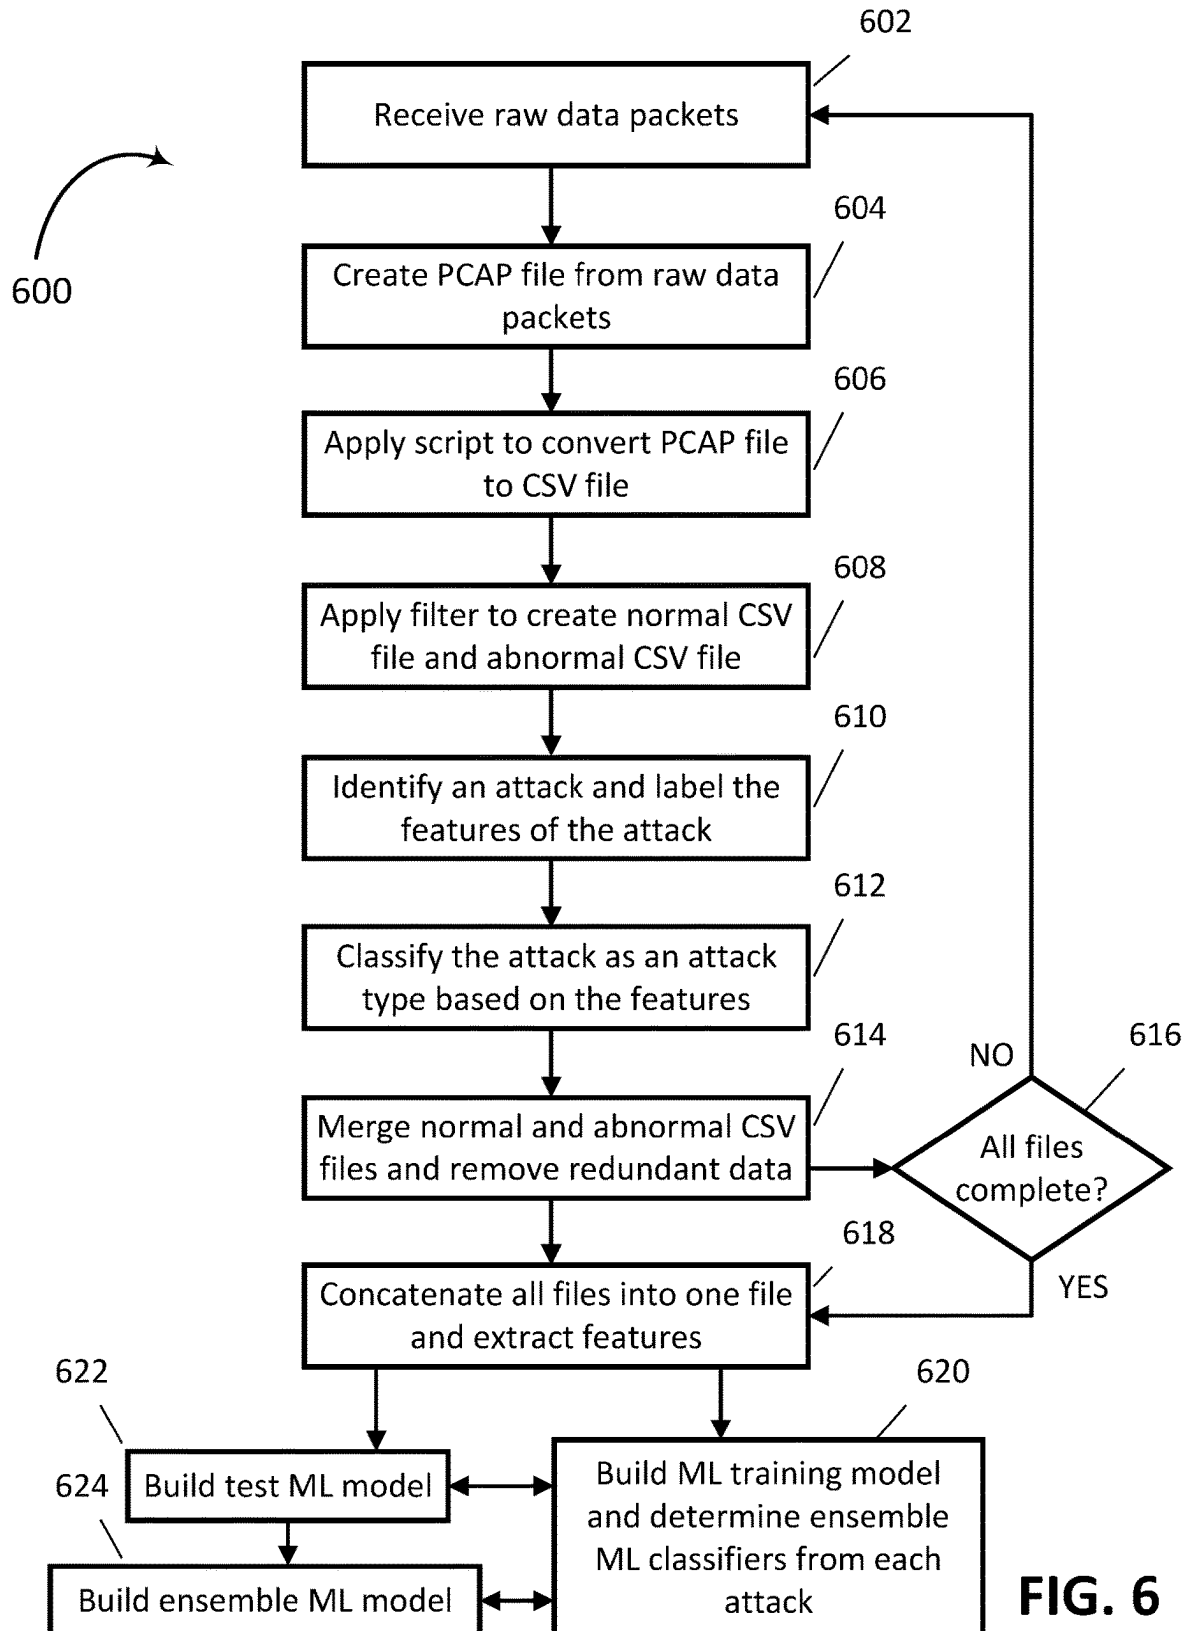 602
Receive raw data packets
604
600
Create PCAP file from raw data
packets
606
Apply script to convert PCAP file
to CSV file
608
Apply filter to create normal CSV
file and abnormal CSV file
610
Identify an attack and label the
features of the attack
612
Classify the attack as an attack
type based on the features
614
616
NO
Merge normal and abnormal CSV
files and remove redundant data
All files
complete?
618
YES
Concatenate all files into one file
and extract features
622
620
Build test ML model
624
Build ML training model
and determine ensemble
ML classifiers from each
attack
Build ensemble ML model
FIG. 6